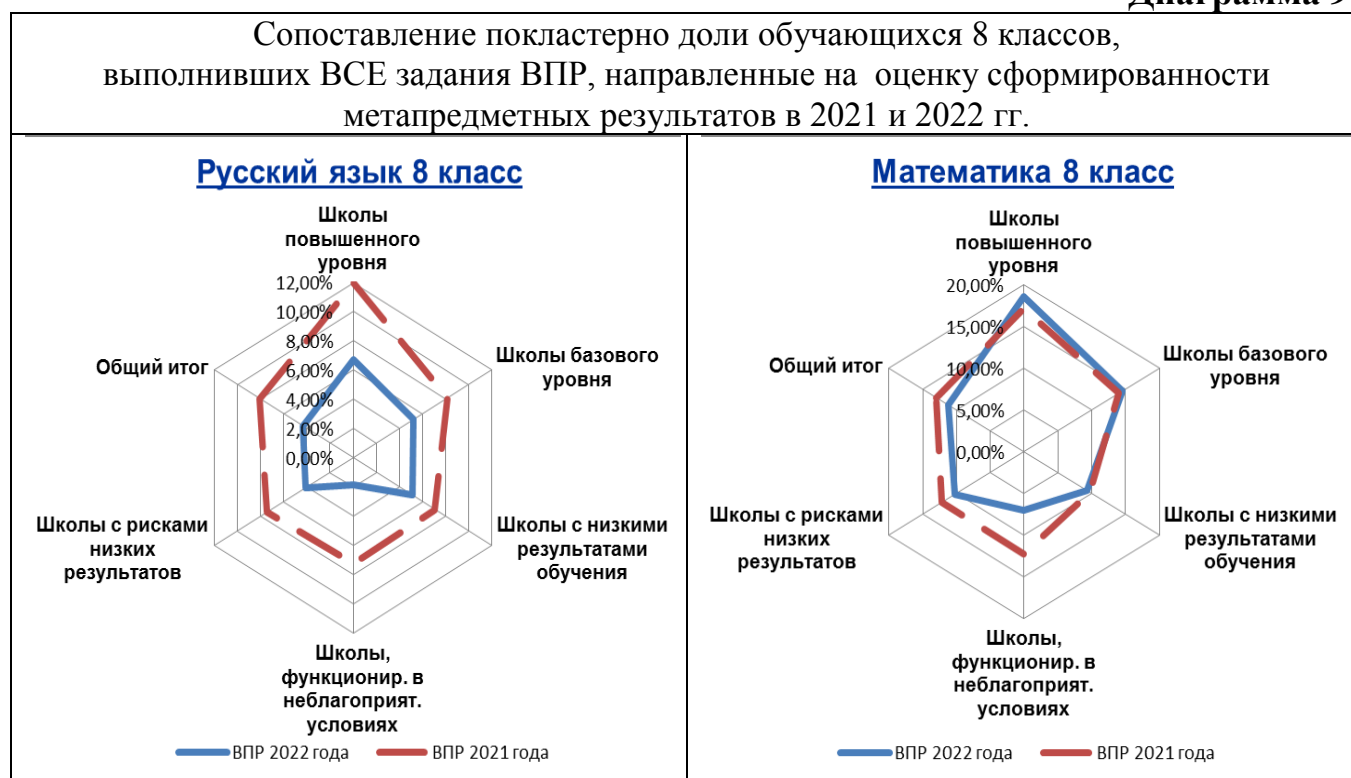 Диаграмма 9
Сопоставление покластерно доли обучающихся 8 классов,
выполнивших ВСЕ задания ВПР, направленные на оценку сформированности
метапредметных результатов в 2021 и 2022 гг.
Русский язык 8 класс
Школы
повышенного
уровня
12,00%
10,00%
8,00%
6,00%
4,00%
2,00%
0,00%
Школы базового
уровня
Школы с низкими
результатами
обучения
Школы,
функционир. в
неблагоприят.
условиях
Школы с рисками
низких
результатов
Общий итог
ВПР 2022 года
ВПР 2021 года
Математика 8 класс
Школы
повышенного
уровня
20,00%
15,00%
10,00%
5,00%
0,00%
Школы базового
уровня
Школы с низкими
результатами
обучения
Школы,
функционир. в
неблагоприят.
условиях
Школы с рисками
низких
результатов
Общий итог
ВПР 2022 года
ВПР 2021 года